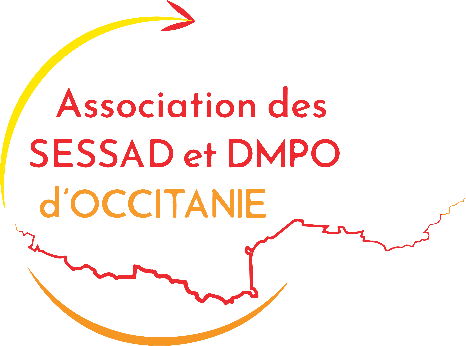 Association des
SESSAD et DMPO
d'OCCITANIE